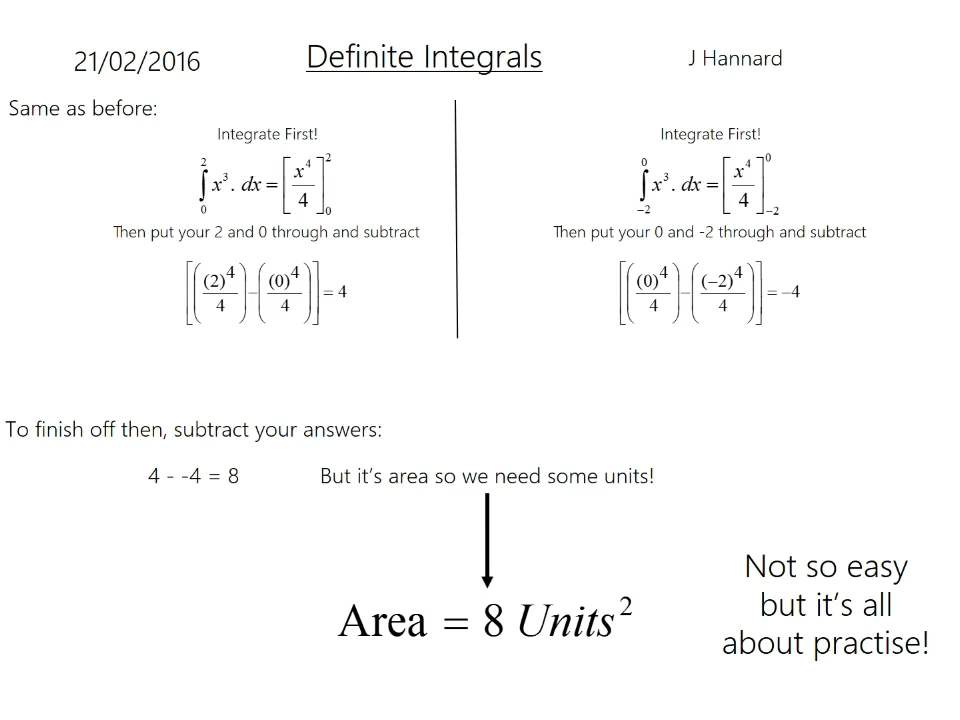 21/02/2016 Definite Integrals J Hannard
Same as before:
Integrate First!
∫₀² x³ . dx = [x⁴/4]₀²
Then put your 2 and 0 through and subtract
[((2)⁴/4) − ((0)⁴/4)] = 4
Integrate First!
∫₋₂⁰ x³ . dx = [x⁴/4]₋₂⁰
Then put your 0 and -2 through and subtract
[((0)⁴/4) − ((−2)⁴/4)] = −4
To finish off then, subtract your answers:
4 - -4 = 8 But it's area so we need some units!
Area = 8 Units²
Not so easy
but it's all
about practise!